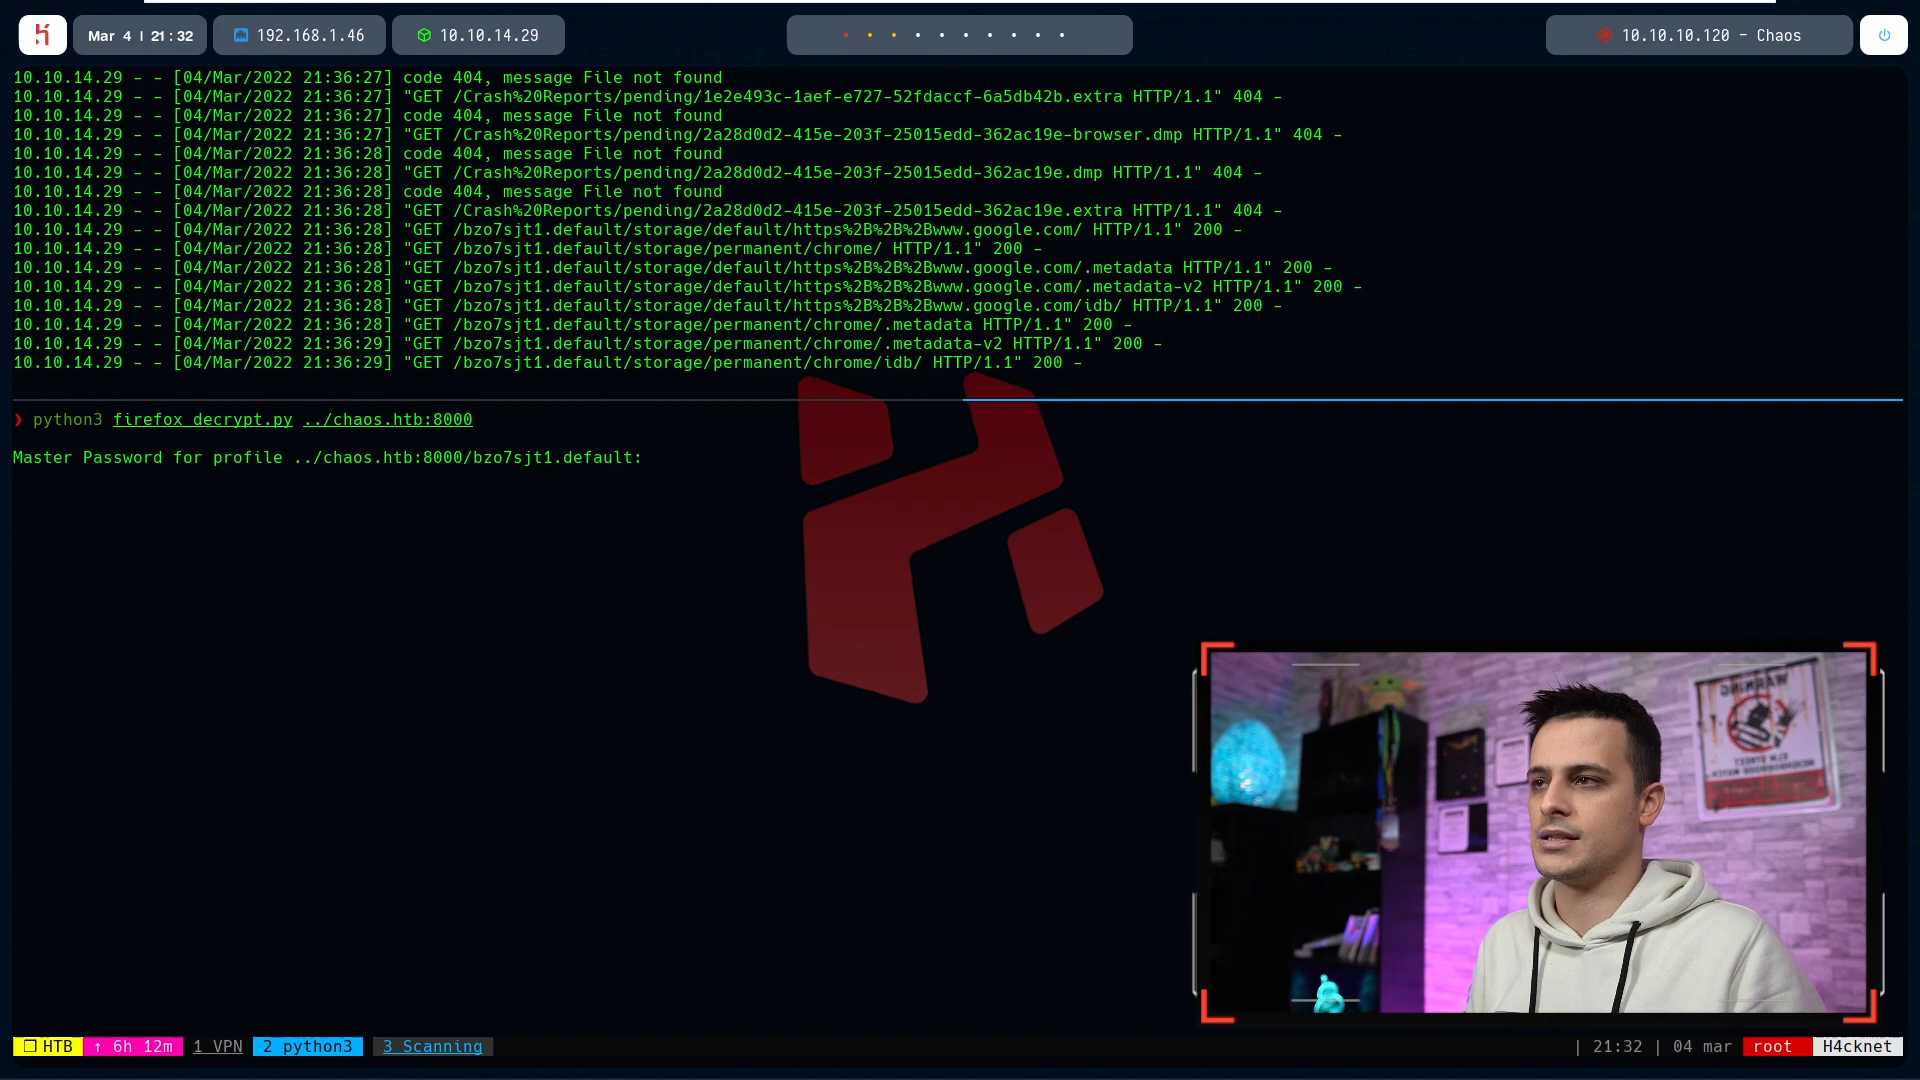 Mar 4 | 21:32
192.168.1.46
10.10.14.29
10.10.10.120 - Chaos
10.10.14.29 - - [04/Mar/2022 21:36:27] code 404, message File not found
10.10.14.29 - - [04/Mar/2022 21:36:27] "GET /Crash%20Reports/pending/1e2e493c-1aef-e727-52fdaccf-6a5db42b.extra HTTP/1.1" 404 -
10.10.14.29 - - [04/Mar/2022 21:36:27] code 404, message File not found
10.10.14.29 - - [04/Mar/2022 21:36:27] "GET /Crash%20Reports/pending/2a28d0d2-415e-203f-25015edd-362ac19e-browser.dmp HTTP/1.1" 404 -
10.10.14.29 - - [04/Mar/2022 21:36:28] code 404, message File not found
10.10.14.29 - - [04/Mar/2022 21:36:28] "GET /Crash%20Reports/pending/2a28d0d2-415e-203f-25015edd-362ac19e.dmp HTTP/1.1" 404 -
10.10.14.29 - - [04/Mar/2022 21:36:28] code 404, message File not found
10.10.14.29 - - [04/Mar/2022 21:36:28] "GET /Crash%20Reports/pending/2a28d0d2-415e-203f-25015edd-362ac19e.extra HTTP/1.1" 404 -
10.10.14.29 - - [04/Mar/2022 21:36:28] "GET /bzo7sjt1.default/storage/default/https%2B%2B%2Bwww.google.com/ HTTP/1.1" 200 -
10.10.14.29 - - [04/Mar/2022 21:36:28] "GET /bzo7sjt1.default/storage/permanent/chrome/ HTTP/1.1" 200 -
10.10.14.29 - - [04/Mar/2022 21:36:28] "GET /bzo7sjt1.default/storage/default/https%2B%2B%2Bwww.google.com/.metadata HTTP/1.1" 200 -
10.10.14.29 - - [04/Mar/2022 21:36:28] "GET /bzo7sjt1.default/storage/default/https%2B%2B%2Bwww.google.com/.metadata-v2 HTTP/1.1" 200 -
10.10.14.29 - - [04/Mar/2022 21:36:28] "GET /bzo7sjt1.default/storage/default/https%2B%2B%2Bwww.google.com/idb/ HTTP/1.1" 200 -
10.10.14.29 - - [04/Mar/2022 21:36:28] "GET /bzo7sjt1.default/storage/permanent/chrome/.metadata HTTP/1.1" 200 -
10.10.14.29 - - [04/Mar/2022 21:36:29] "GET /bzo7sjt1.default/storage/permanent/chrome/.metadata-v2 HTTP/1.1" 200 -
10.10.14.29 - - [04/Mar/2022 21:36:29] "GET /bzo7sjt1.default/storage/permanent/chrome/idb/ HTTP/1.1" 200 -
❯ python3 firefox_decrypt.py ../chaos.htb:8000
Master Password for profile ../chaos.htb:8000/bzo7sjt1.default:
WARNING
❐ HTB ↑ 6h 12m 1 VPN 2 python3 3 Scanning | 21:32 | 04 mar root H4cknet